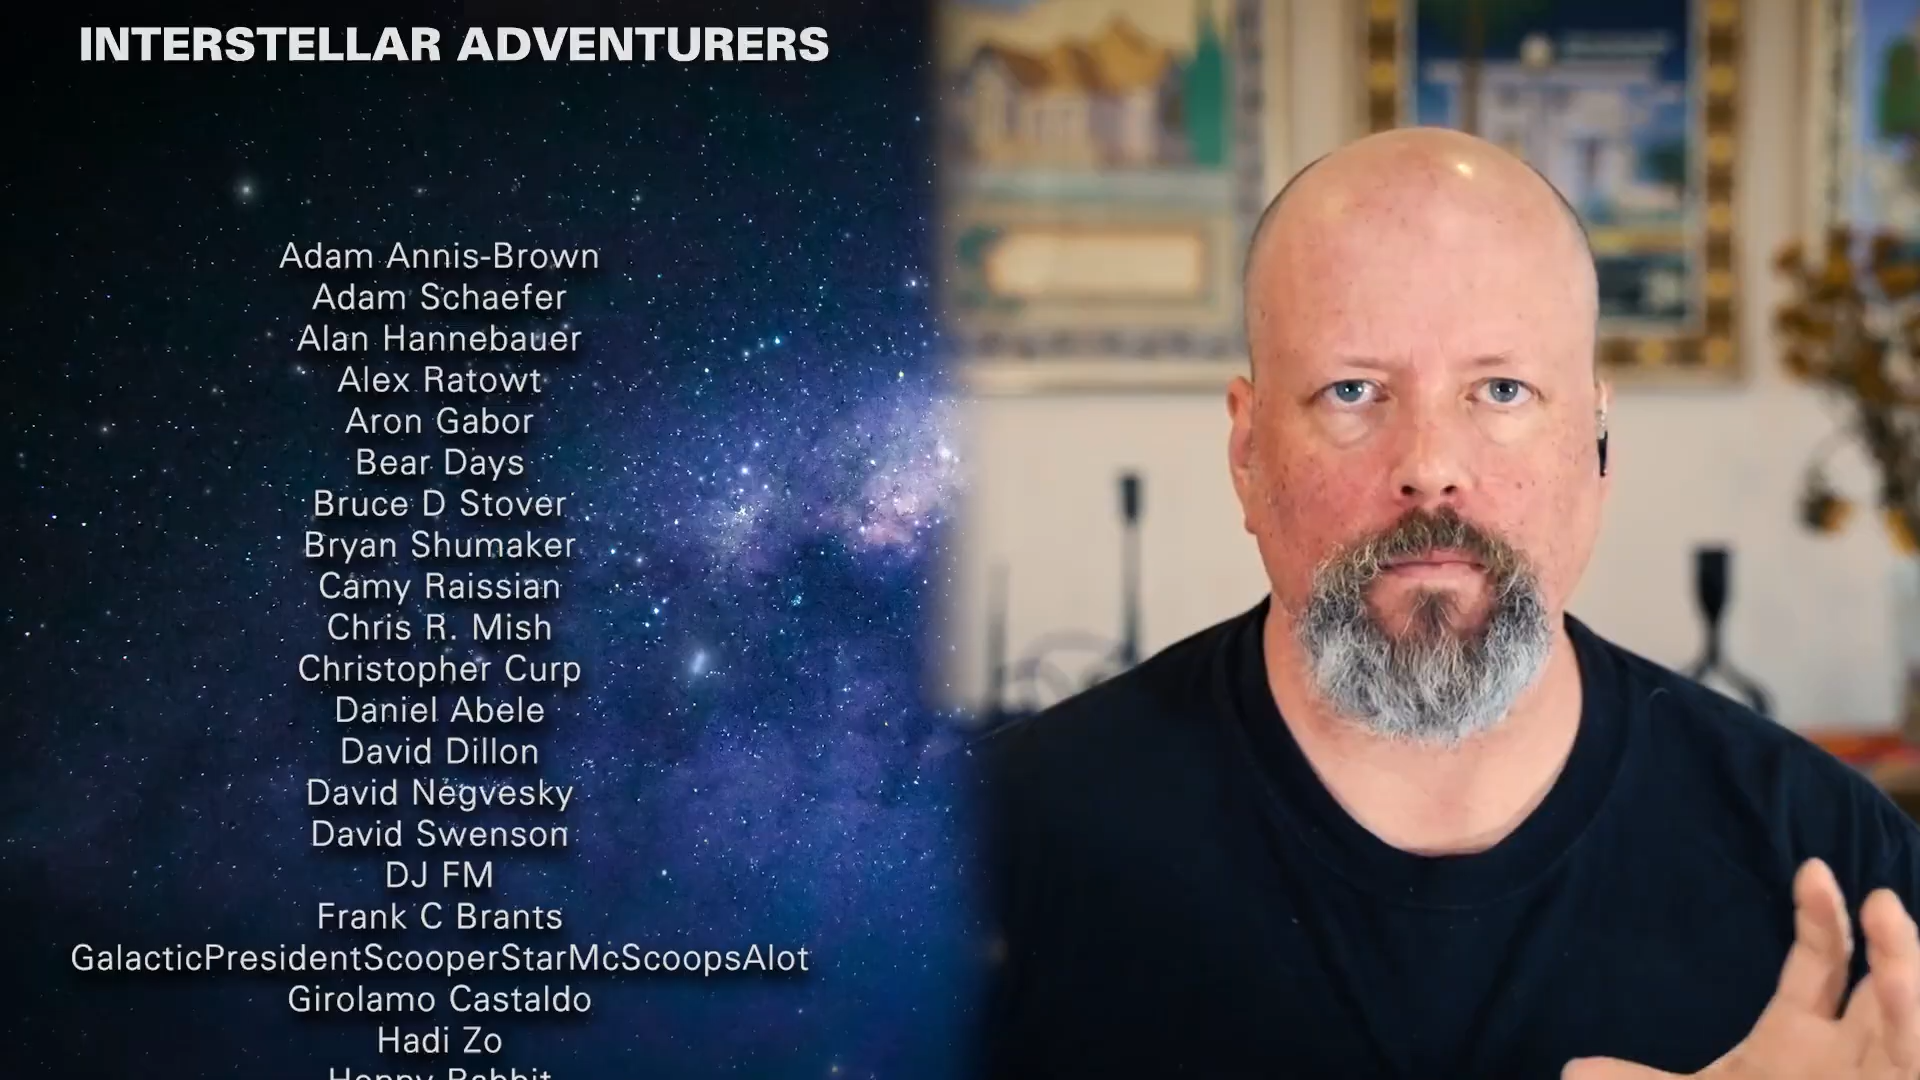 INTERSTELLAR ADVENTURERS
Adam Annis-Brown
Adam Schaefer
Alan Hannebauer
Alex Ratowt
Aron Gabor
Bear Days
Bruce D Stover
Bryan Shumaker
Camy Raissian
Chris R. Mish
Christopher Curp
Daniel Abele
David Dillon
David Negvesky
David Swenson
DJ FM
Frank C Brants
GalacticPresidentScooperStarMcScoopsAlot
Girolamo Castaldo
Hadi Zo